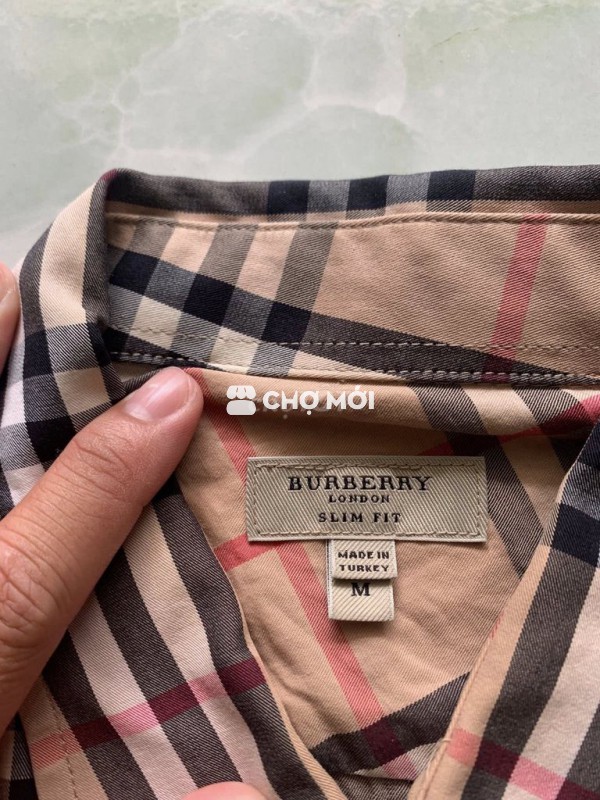 CHỢ MỚI
BURBERRY
LONDON
SLIM FIT
MADE IN
TURKEY
M